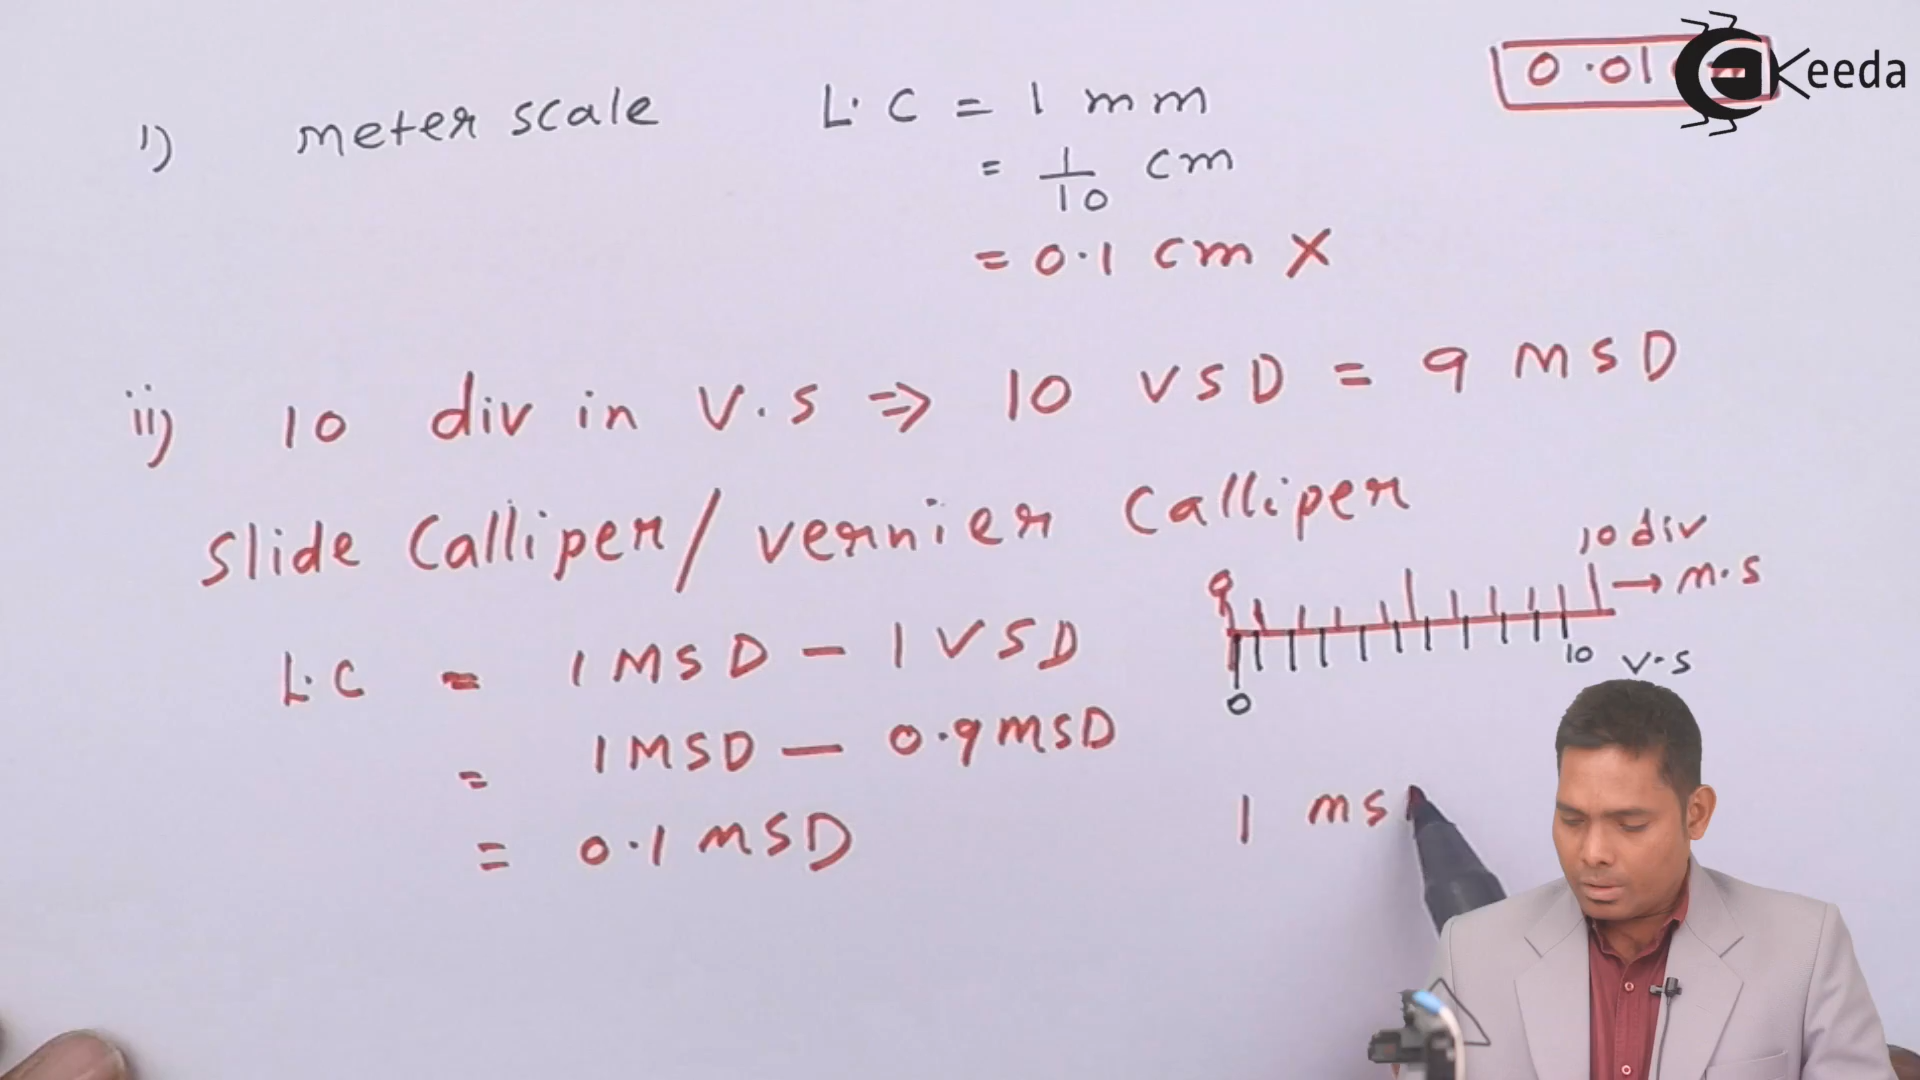 0.01
Keeda
i) meter scale L.C = 1 mm
= 1/10 cm
= 0.1 cm X
ii) 10 div in V.S ⇒ 10 VSD = 9 MSD
Slide Calliper/ vernier Calliper
10 div
0 → M.S
10 V.S
0
L.C = 1 MSD - 1 VSD
= 1 MSD - 0.9 MSD
= 0.1 MSD
1 MS